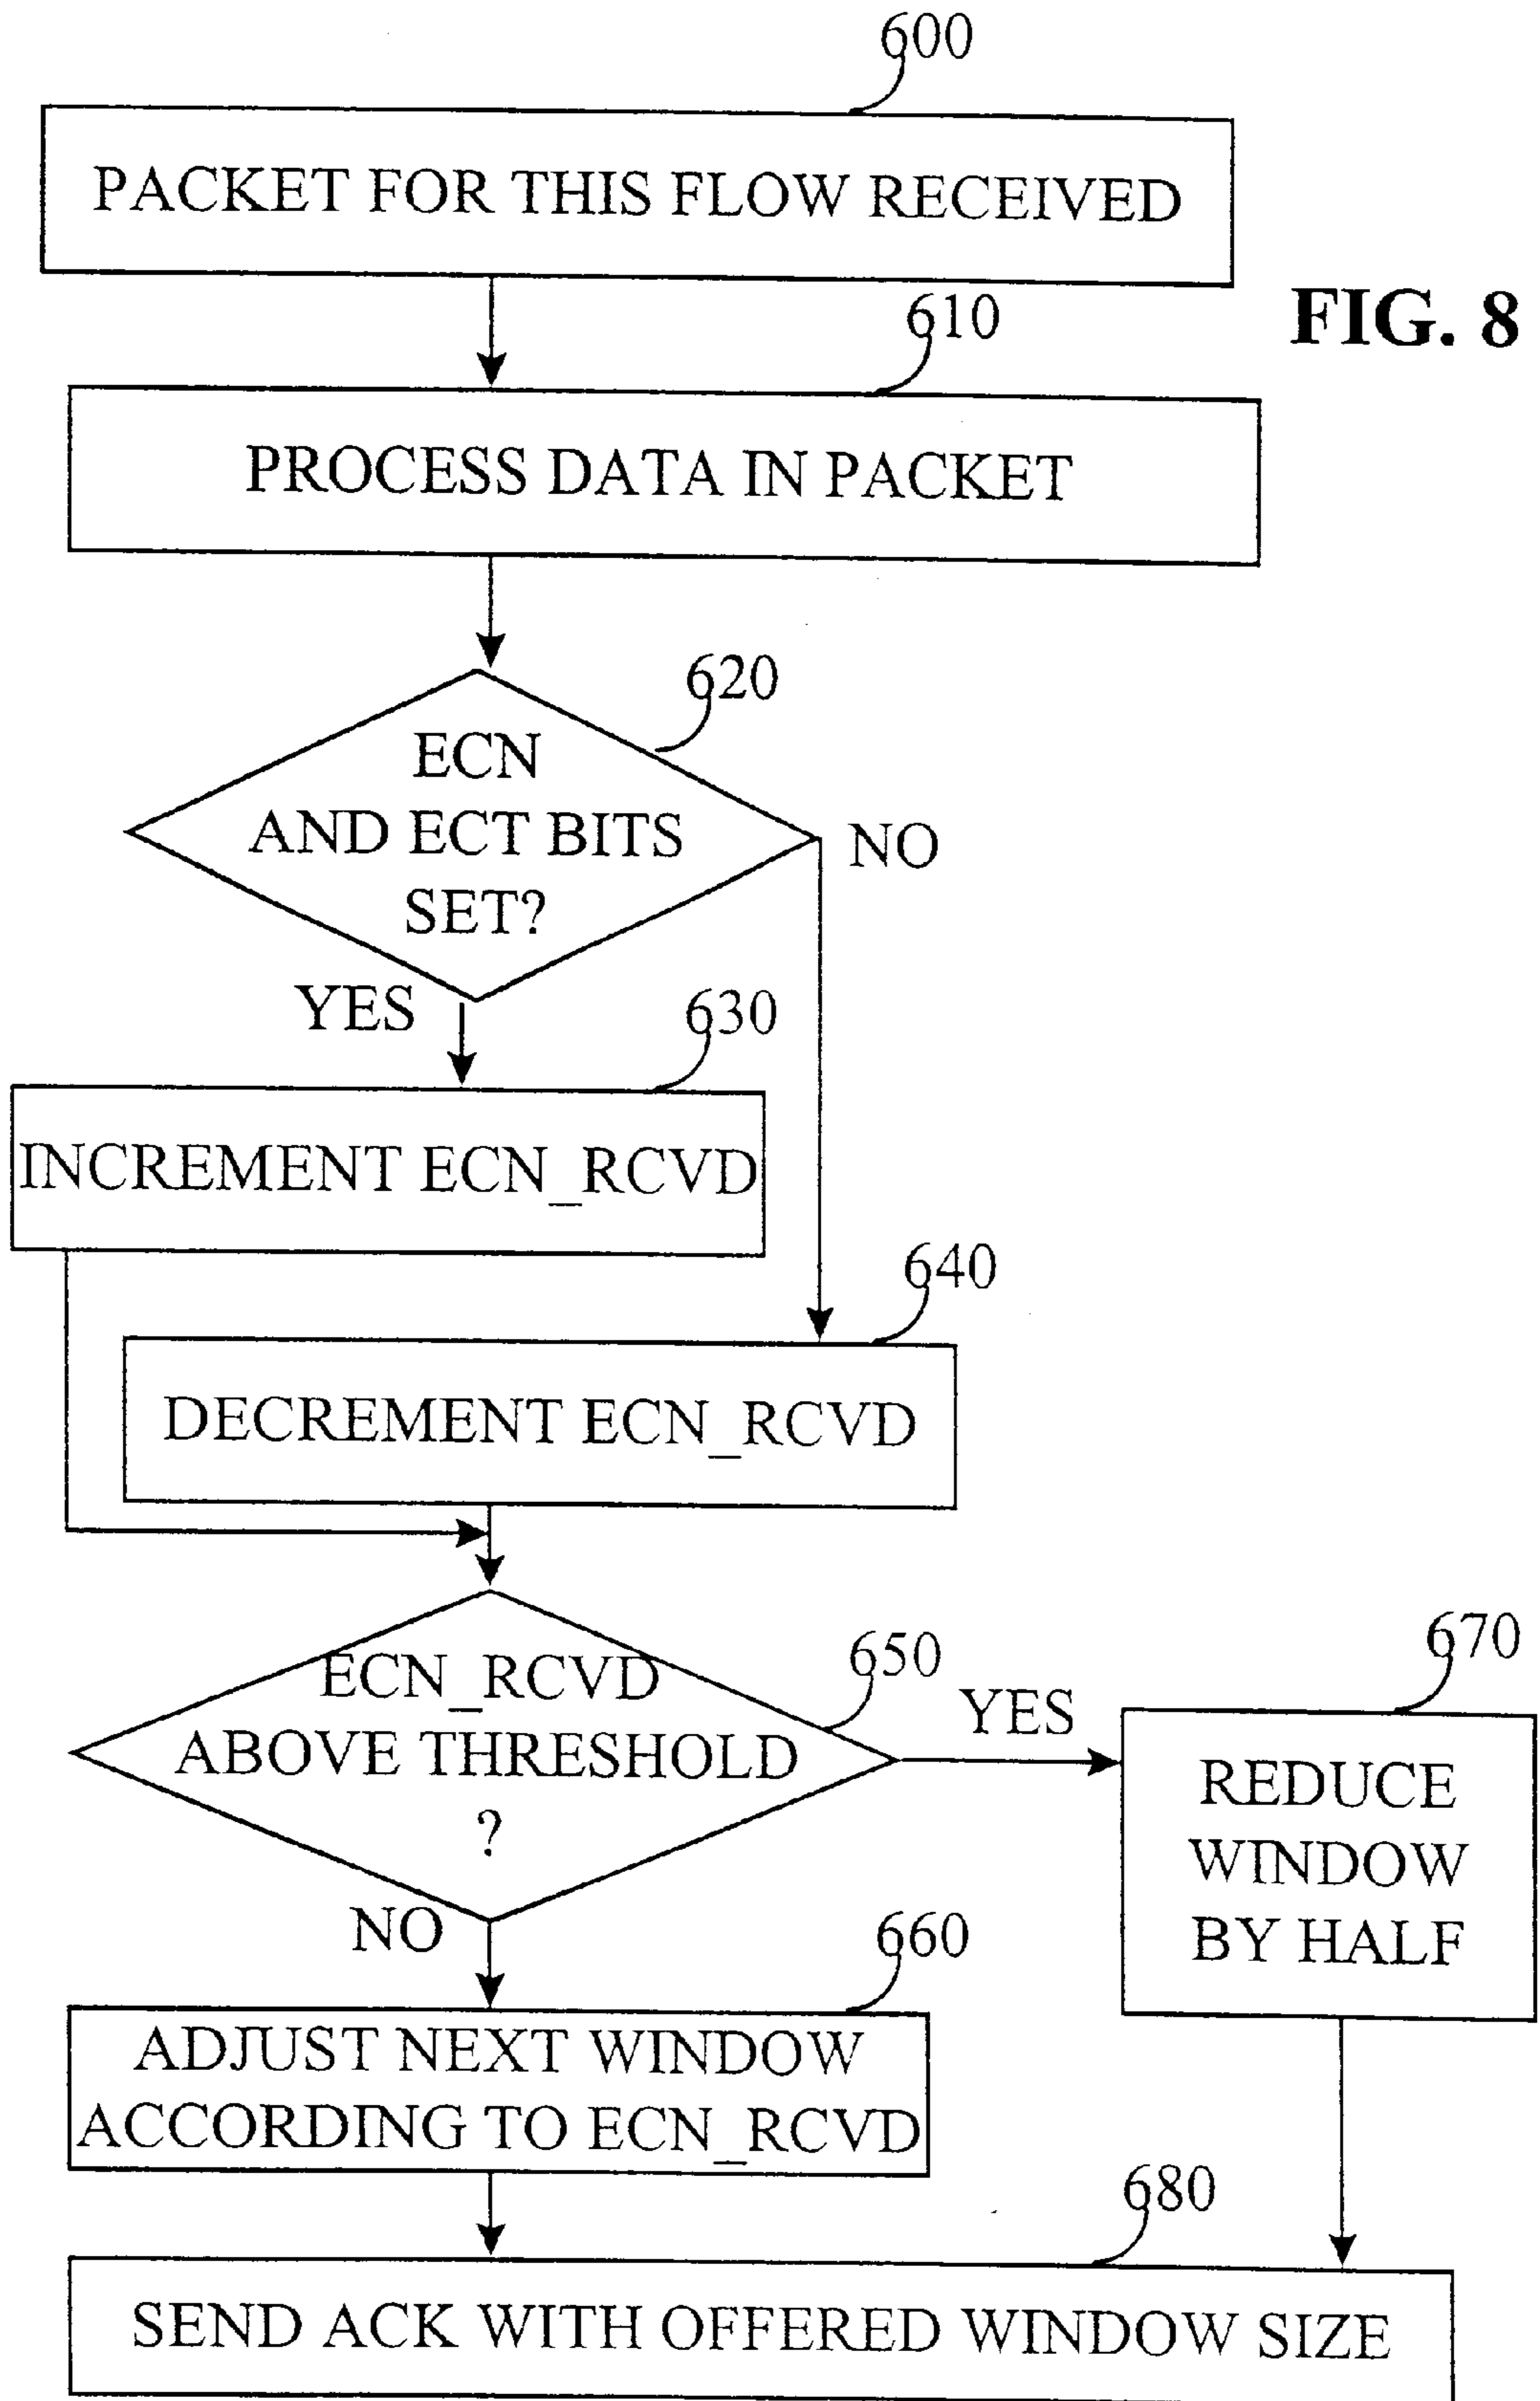 600
PACKET FOR THIS FLOW RECEIVED
FIG. 8
610
PROCESS DATA IN PACKET
620
ECN
AND ECT BITS
SET?
NO
YES
630
INCREMENT ECN_RCVD
640
DECREMENT ECN_RCVD
650
ECN_RCVD
ABOVE THRESHOLD
?
YES
670
REDUCE
WINDOW
BY HALF
NO
660
ADJUST NEXT WINDOW
ACCORDING TO ECN_RCVD
680
SEND ACK WITH OFFERED WINDOW SIZE